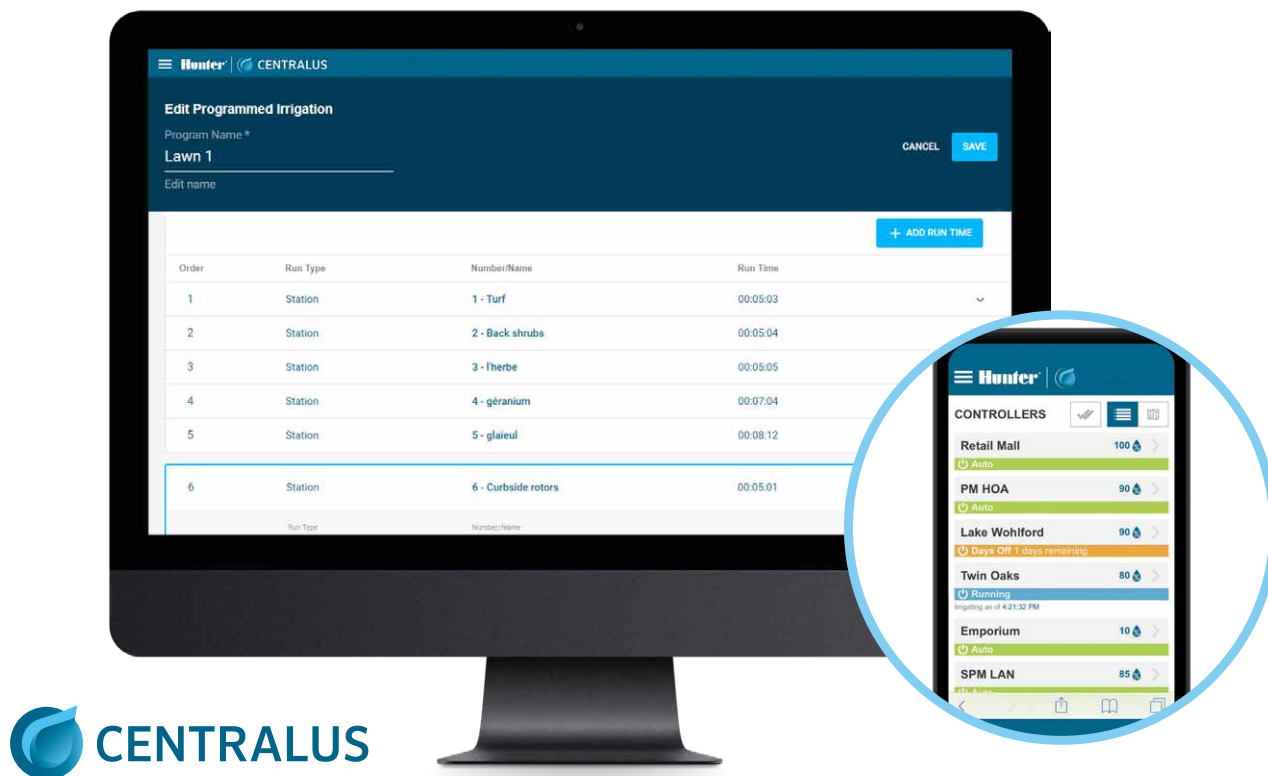 Hunter CENTRALUS
Edit Programmed Irrigation
Program Name *
Lawn 1
Edit name
CANCEL SAVE
+ ADD RUN TIME
Order Run Type Number/Name Run Time
1 Station 1 - Turf 00:05:03
2 Station 2 - Back shrubs 00:05:04
3 Station 3 - l'herbe 00:05:05
4 Station 4 - géranium 00:07:04
5 Station 5 - glaïeul 00:08:12
6 Station 6 - Curbside rotors 00:05:01
Run Type Number/Name
Hunter
CONTROLLERS
Retail Mall 100
Auto
PM HOA 90
Auto
Lake Wohlford 90
Days Off 1 days remaining
Twin Oaks 80
Running
Irrigating as of 4:21:32 PM
Emporium 10
Auto
SPM LAN 85
Auto
CENTRALUS